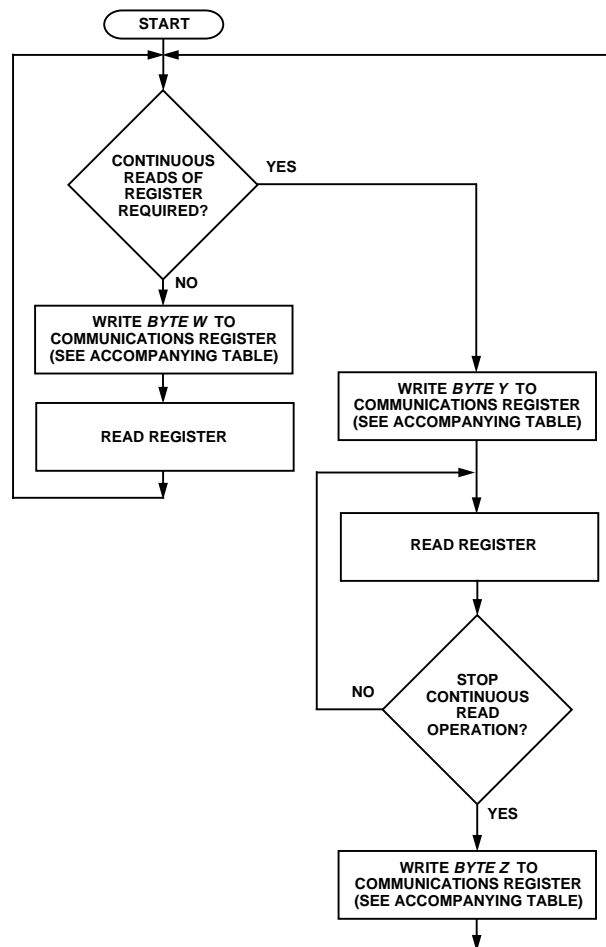 START
CONTINUOUS
READS OF
REGISTER
REQUIRED?
YES
NO
WRITE BYTE W TO
COMMUNICATIONS REGISTER
(SEE ACCOMPANYING TABLE)
READ REGISTER
WRITE BYTE Y TO
COMMUNICATIONS REGISTER
(SEE ACCOMPANYING TABLE)
READ REGISTER
STOP
CONTINUOUS
READ
OPERATION?
NO
YES
WRITE BYTE Z TO
COMMUNICATIONS REGISTER
(SEE ACCOMPANYING TABLE)